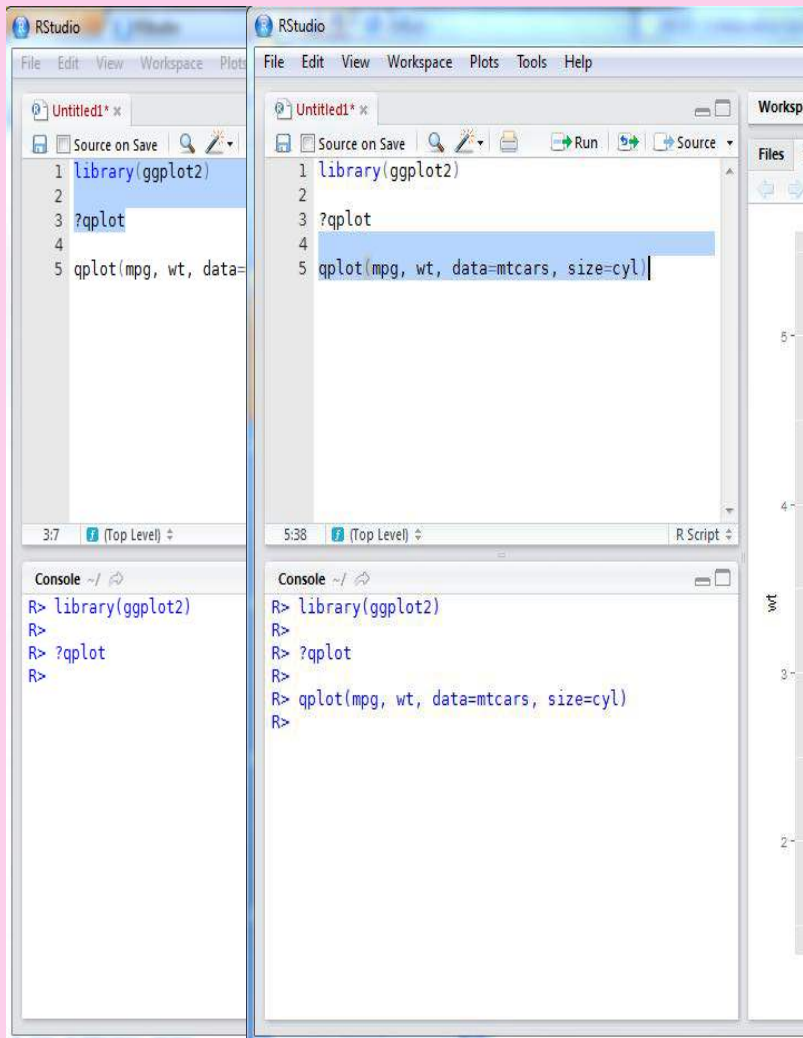 RStudio
File Edit View Workspace Plots
Untitled1* x
Source on Save
1 library(ggplot2)
2
3 ?qplot
4
5 qplot(mpg, wt, data=
3:7 (Top Level)
Console ~/
R> library(ggplot2)
R>
R> ?qplot
R>
RStudio
File Edit View Workspace Plots Tools Help
Untitled1* x
Source on Save Run Source
1 library(ggplot2)
2
3 ?qplot
4
5 qplot(mpg, wt, data=mtcars, size=cyl)
5:38 (Top Level) R Script
Console ~/
R> library(ggplot2)
R>
R> ?qplot
R>
R> qplot(mpg, wt, data=mtcars, size=cyl)
R>
Worksp
Files
5
4
wt
3
2